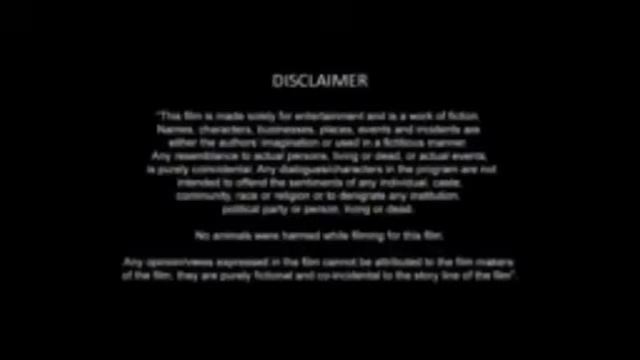 DISCLAIMER
"This film is made solely for entertainment and is a work of fiction.
Names, characters, businesses, places, events and incidents are
either the authors' imagination or used in a fictitious manner.
Any resemblance to actual persons, living or dead, or actual events,
is purely coincidental. Any dialogues/characters in the program are not
intended to offend the sentiments of any individual, caste,
community, race or religion or to denigrate any institution,
political party or person, living or dead.
No animals were harmed while filming for this film.
Any opinion/views expressed in the film cannot be attributed to the film makers
of the film, they are purely fictional and co-incidental to the story line of the film".